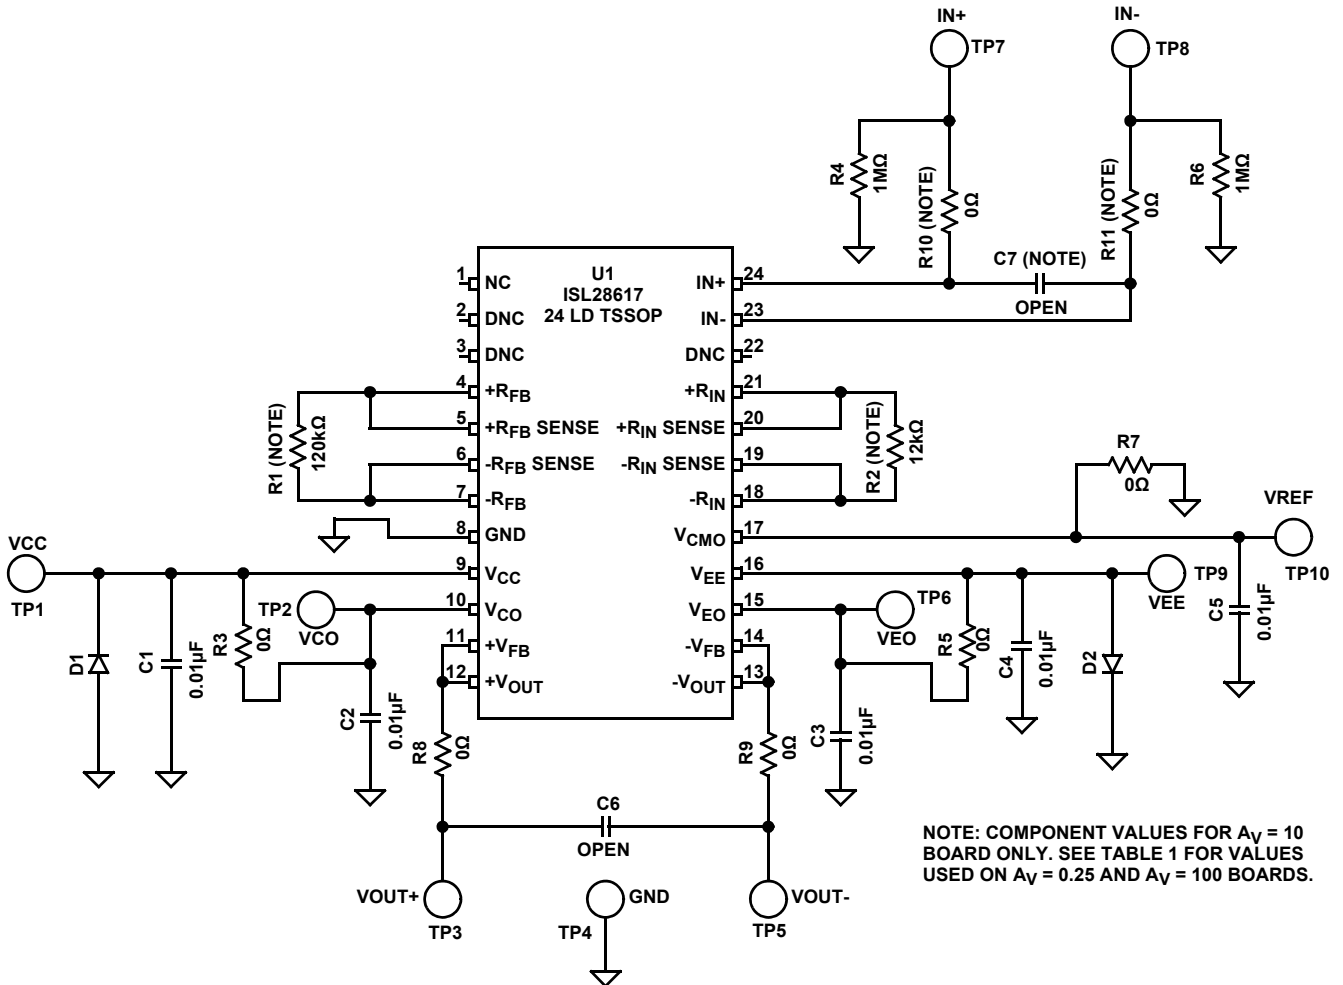 IN+
TP7
IN-
TP8
R4
1MΩ
R10 (NOTE)
0Ω
R11 (NOTE)
0Ω
R6
1MΩ
C7 (NOTE)
OPEN
U1
ISL28617
24 LD TSSOP
1 NC
2 DNC
3 DNC
4 +RFB
5 +RFB SENSE
6 -RFB SENSE
7 -RFB
8 GND
9 VCC
10 VCO
11 +VFB
12 +VOUT
IN+ 24
IN- 23
DNC 22
+RIN 21
+RIN SENSE 20
-RIN SENSE 19
-RIN 18
VCMO 17
VEE 16
VEO 15
-VFB 14
-VOUT 13
R1 (NOTE)
120kΩ
R2 (NOTE)
12kΩ
R7
0Ω
VREF
TP10
VCC
TP1
TP2
VCO
TP6
VEO
TP9
VEE
D1
C1
0.01µF
R3
0Ω
C2
0.01µF
R8
0Ω
R9
0Ω
C3
0.01µF
R5
0Ω
C4
0.01µF
D2
C5
0.01µF
C6
OPEN
VOUT+
TP3
GND
TP4
VOUT-
TP5
NOTE: COMPONENT VALUES FOR AV = 10
BOARD ONLY. SEE TABLE 1 FOR VALUES
USED ON AV = 0.25 AND AV = 100 BOARDS.